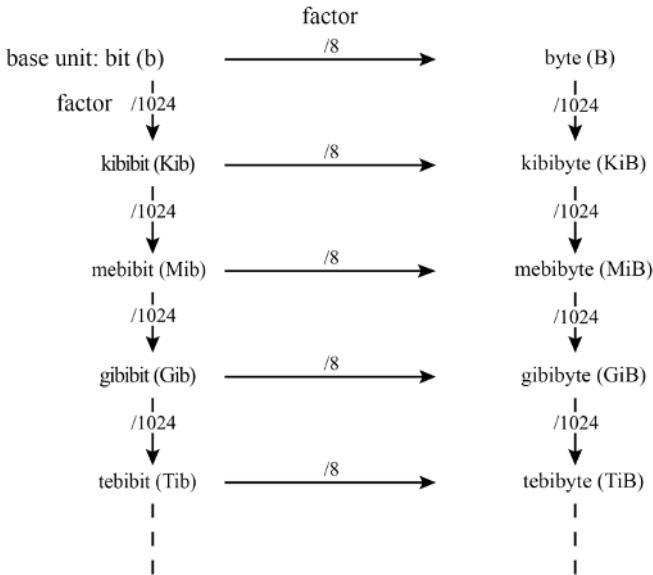 factor
base unit: bit (b) /8 byte (B)
factor /1024 /1024
kibibit (Kib) /8 kibibyte (KiB)
/1024 /1024
mebibit (Mib) /8 mebibyte (MiB)
/1024 /1024
gibibit (Gib) /8 gibibyte (GiB)
/1024 /1024
tebibit (Tib) /8 tebibyte (TiB)